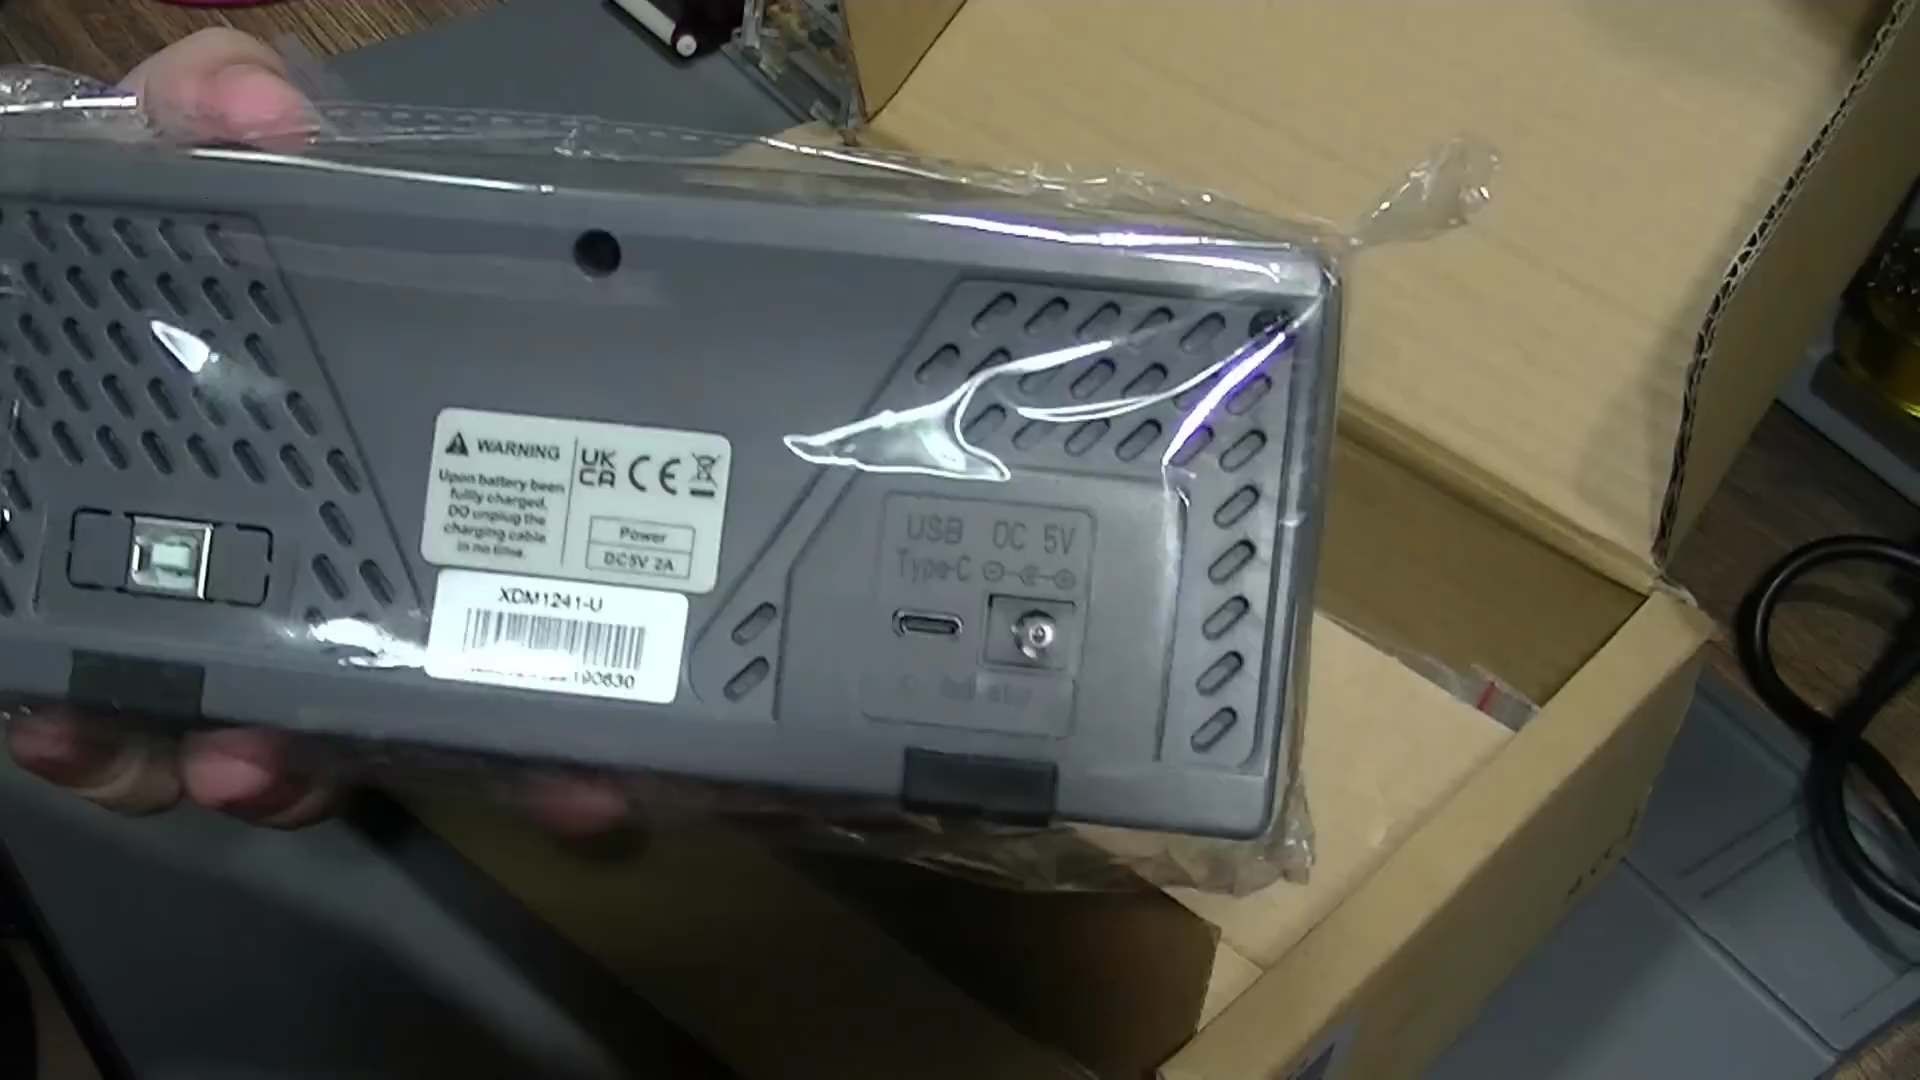 WARNING
Upon battery been
fully charged,
DO unplug the
charging cable
in no time.
UK
CA
CE
Power
DC5V 2A
XDM1241-U
190630
USB DC 5V
Type-C